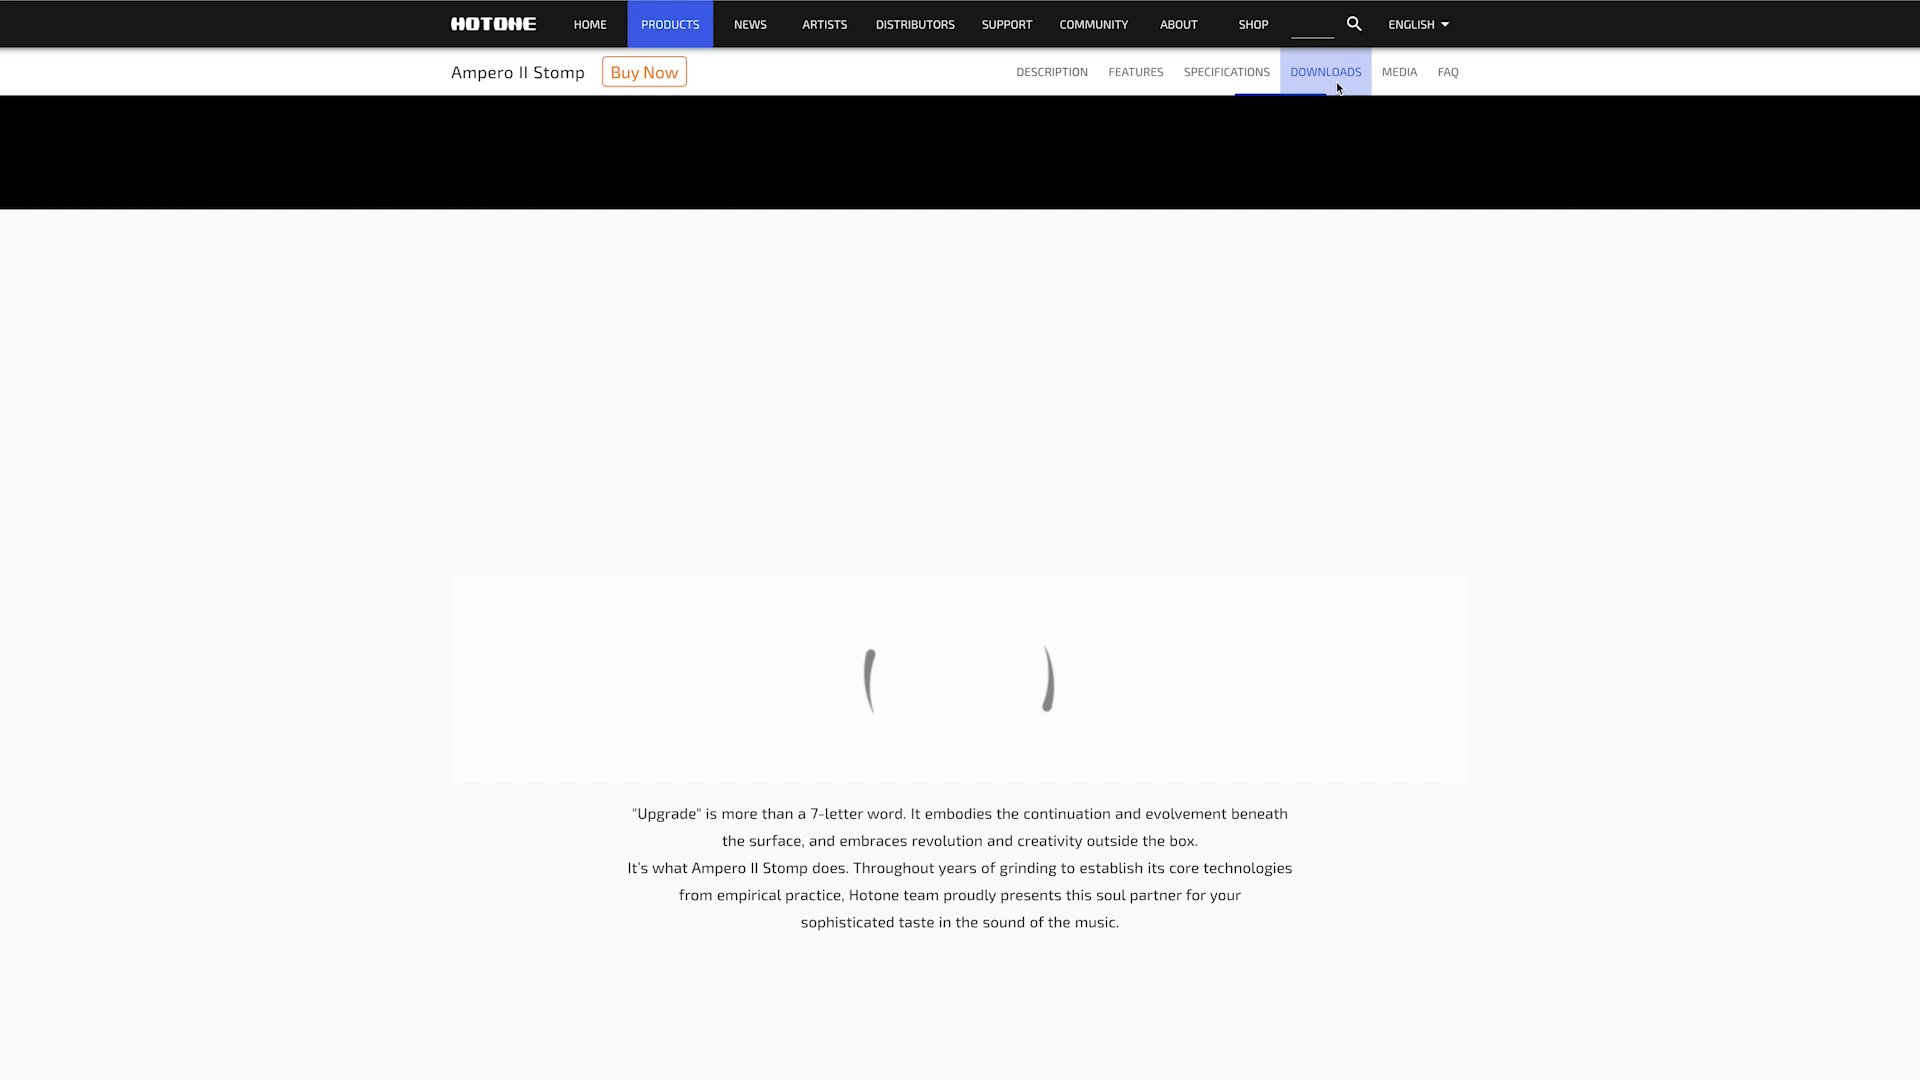 HOTONE HOME PRODUCTS NEWS ARTISTS DISTRIBUTORS SUPPORT COMMUNITY ABOUT SHOP ENGLISH
Ampero II Stomp Buy Now DESCRIPTION FEATURES SPECIFICATIONS DOWNLOADS MEDIA FAQ
"Upgrade" is more than a 7-letter word. It embodies the continuation and evolvement beneath
the surface, and embraces revolution and creativity outside the box.
It's what Ampero II Stomp does. Throughout years of grinding to establish its core technologies
from empirical practice, Hotone team proudly presents this soul partner for your
sophisticated taste in the sound of the music.